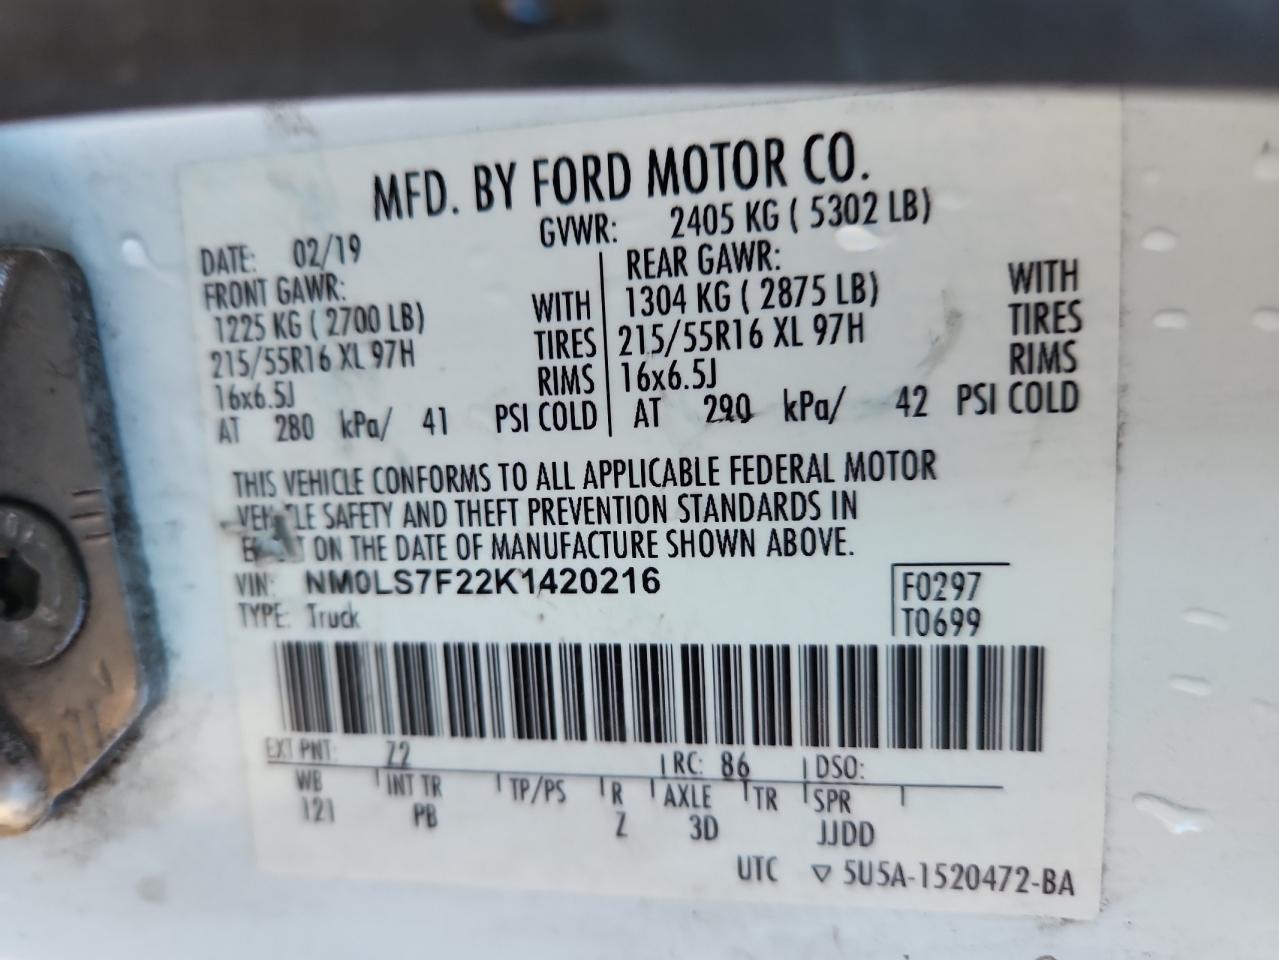 MFD. BY FORD MOTOR CO.
DATE: 02/19 GVWR: 2405 KG ( 5302 LB)
FRONT GAWR: REAR GAWR:
1225 KG ( 2700 LB) WITH 1304 KG ( 2875 LB) WITH
215/55R16 XL 97H TIRES 215/55R16 XL 97H TIRES
16x6.5J RIMS 16x6.5J RIMS
AT 280 kPa/ 41 PSI COLD AT 290 kPa/ 42 PSI COLD
THIS VEHICLE CONFORMS TO ALL APPLICABLE FEDERAL MOTOR
VEHICLE SAFETY AND THEFT PREVENTION STANDARDS IN
EFFECT ON THE DATE OF MANUFACTURE SHOWN ABOVE.
VIN: NM0LS7F22K1420216 F0297
TYPE: Truck T0699
EXT PNT: Z2 RC: 86 DSO:
WB INT TR TP/PS R AXLE TR SPR
121 PB Z 3D JJDD
UTC ▽ 5U5A-1520472-BA